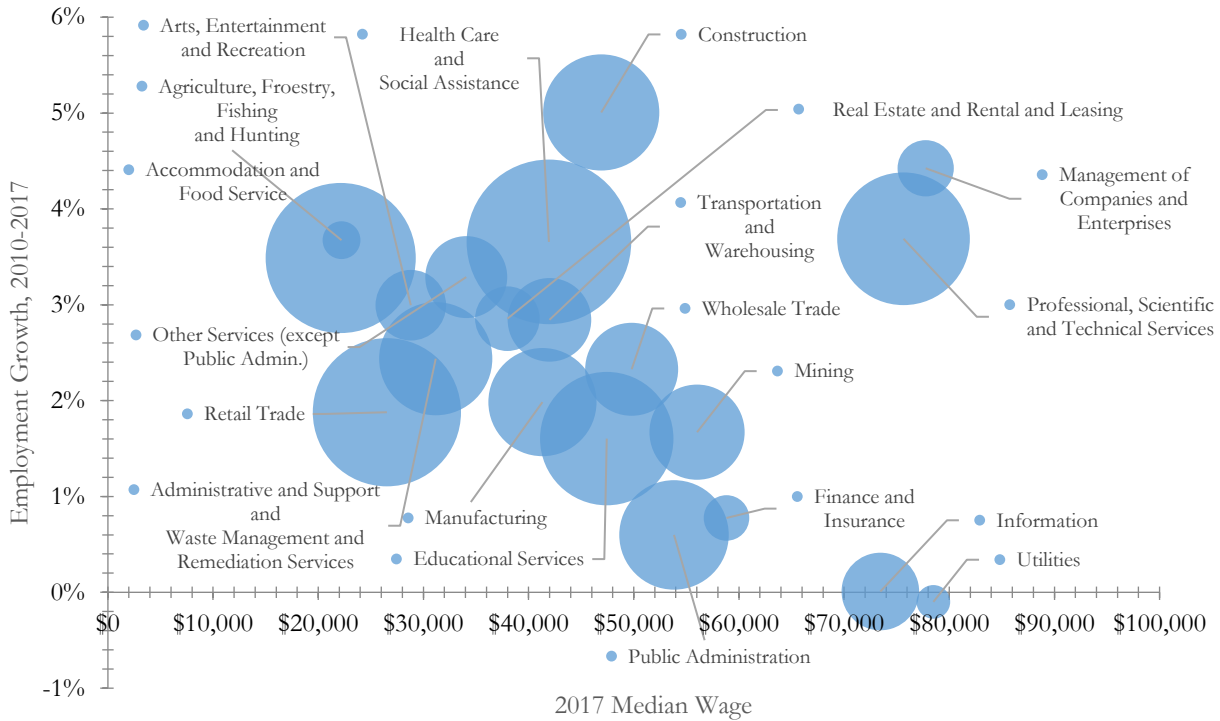 6%
5%
4%
3%
2%
1%
0%
-1%
Employment Growth, 2010-2017
Arts, Entertainment
and Recreation
Agriculture, Froestry,
Fishing
and Hunting
Accommodation and
Food Service
Health Care
and
Social Assistance
Construction
Real Estate and Rental and Leasing
Transportation
and
Warehousing
Management of
Companies and
Enterprises
Professional, Scientific
and Technical Services
Wholesale Trade
Mining
Other Services (except
Public Admin.)
Retail Trade
Administrative and Support
and
Waste Management and
Remediation Services
Manufacturing
Educational Services
Finance and
Insurance
Information
Utilities
Public Administration
$0
$10,000
$20,000
$30,000
$40,000
$50,000
$60,000
$70,000
$80,000
$90,000
$100,000
2017 Median Wage